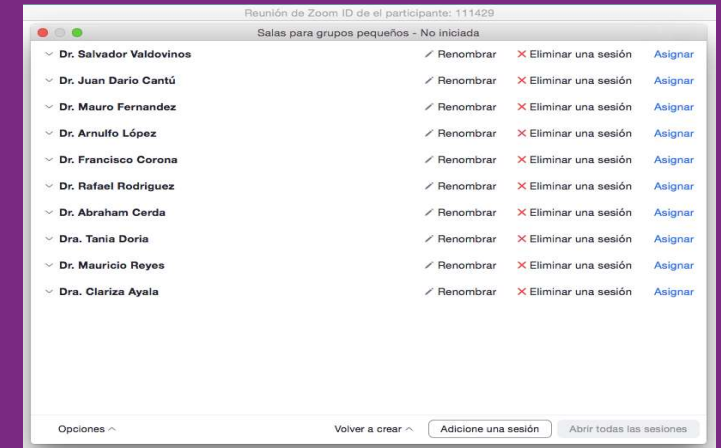 Reunión de Zoom ID de el participante: 111429
Salas para grupos pequeños - No iniciada
Dr. Salvador Valdovinos Renombrar Eliminar una sesión Asignar
Dr. Juan Dario Cantú Renombrar Eliminar una sesión Asignar
Dr. Mauro Fernandez Renombrar Eliminar una sesión Asignar
Dr. Arnulfo López Renombrar Eliminar una sesión Asignar
Dr. Francisco Corona Renombrar Eliminar una sesión Asignar
Dr. Rafael Rodriguez Renombrar Eliminar una sesión Asignar
Dr. Abraham Cerda Renombrar Eliminar una sesión Asignar
Dra. Tania Doria Renombrar Eliminar una sesión Asignar
Dr. Mauricio Reyes Renombrar Eliminar una sesión Asignar
Dra. Clariza Ayala Renombrar Eliminar una sesión Asignar
Opciones Volver a crear Adicione una sesión Abrir todas las sesiones